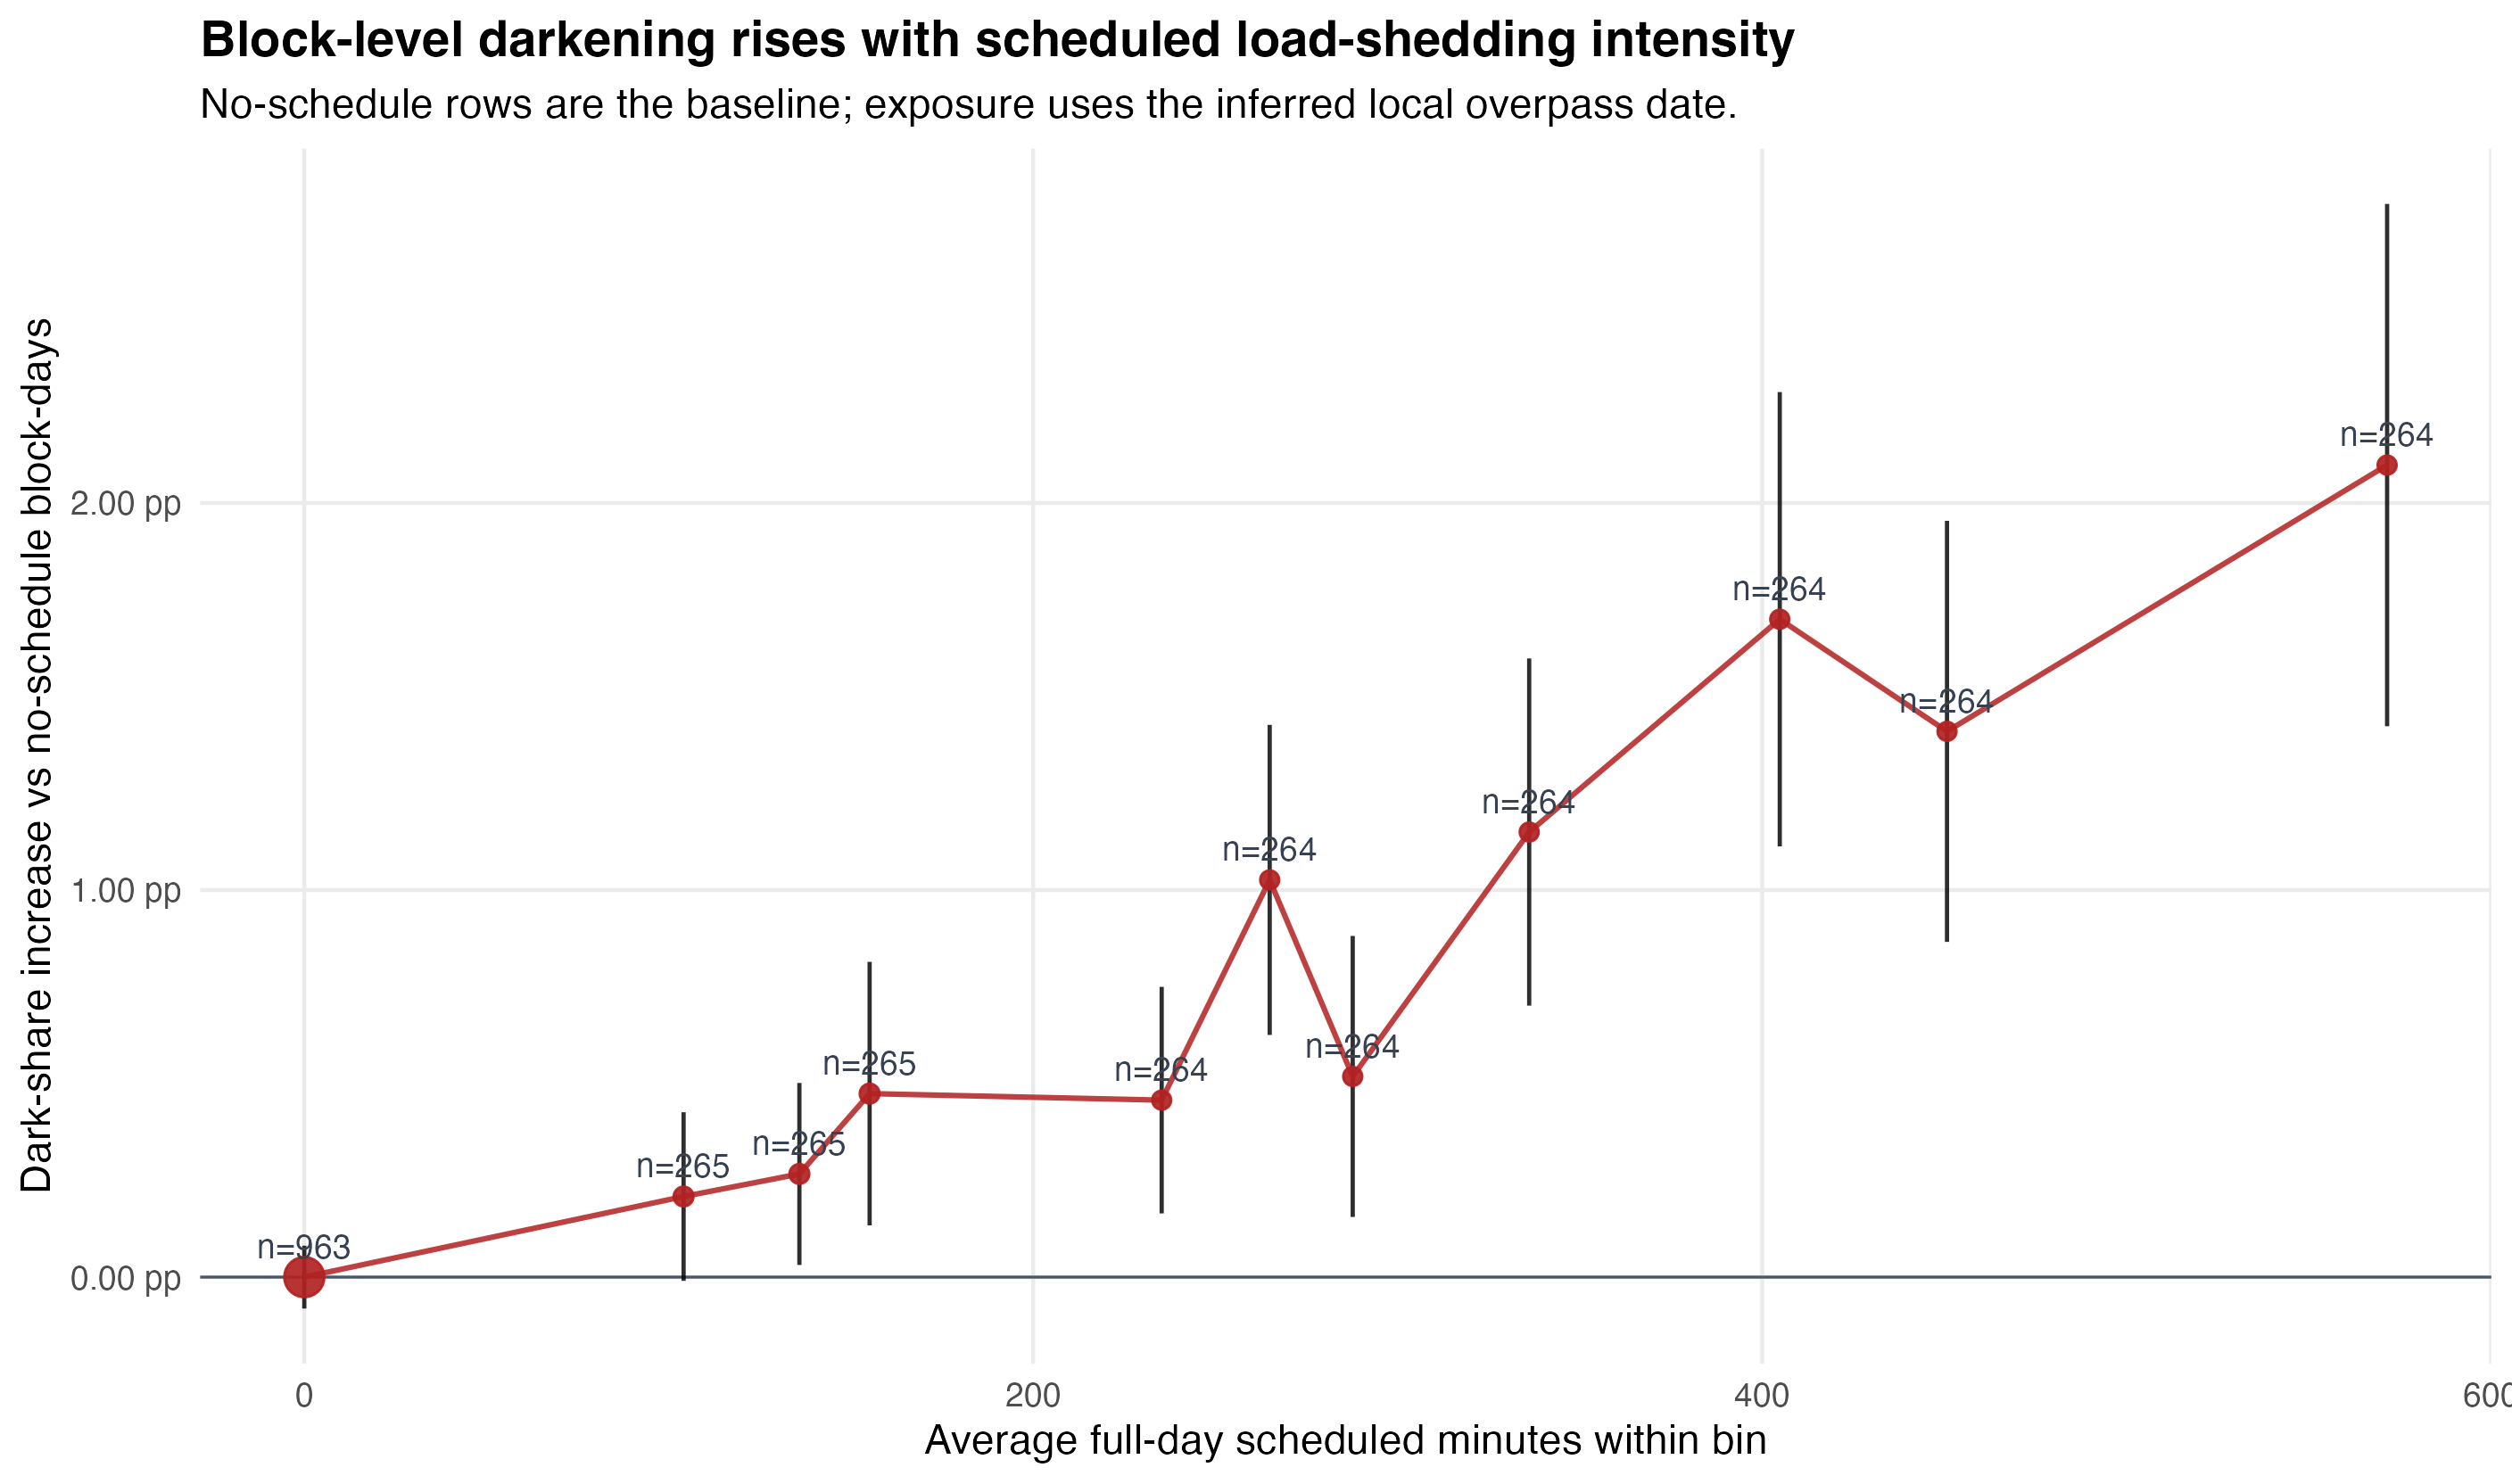 Block-level darkening rises with scheduled load-shedding intensity
No-schedule rows are the baseline; exposure uses the inferred local overpass date.
Dark-share increase vs no-schedule block-days
2.00 pp
1.00 pp
0.00 pp
n=963
n=265
n=265
n=265
n=264
n=264
n=264
n=264
n=264
n=264
n=264
0
200
400
600
Average full-day scheduled minutes within bin